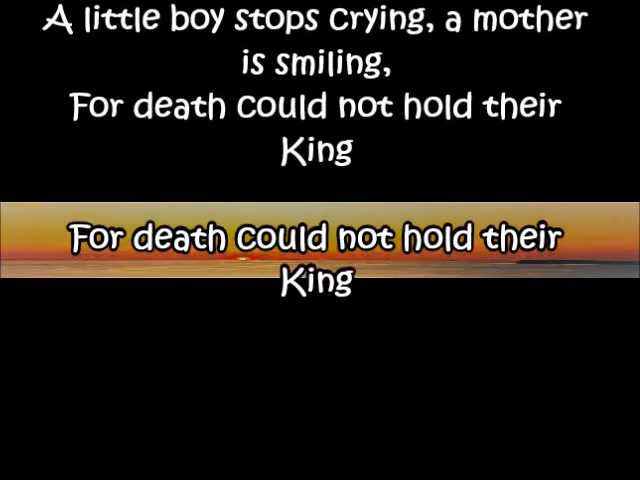 A little boy stops crying, a mother
is smiling,
For death could not hold their
King
For death could not hold their
King